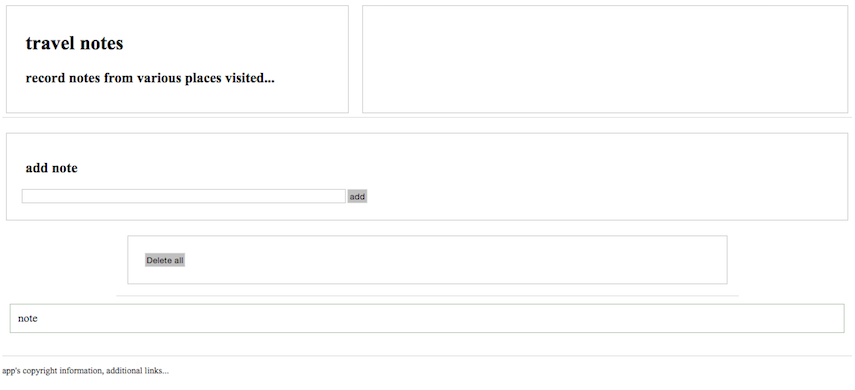 travel notes
record notes from various places visited...
add note
add
Delete all
note
app's copyright information, additional links...